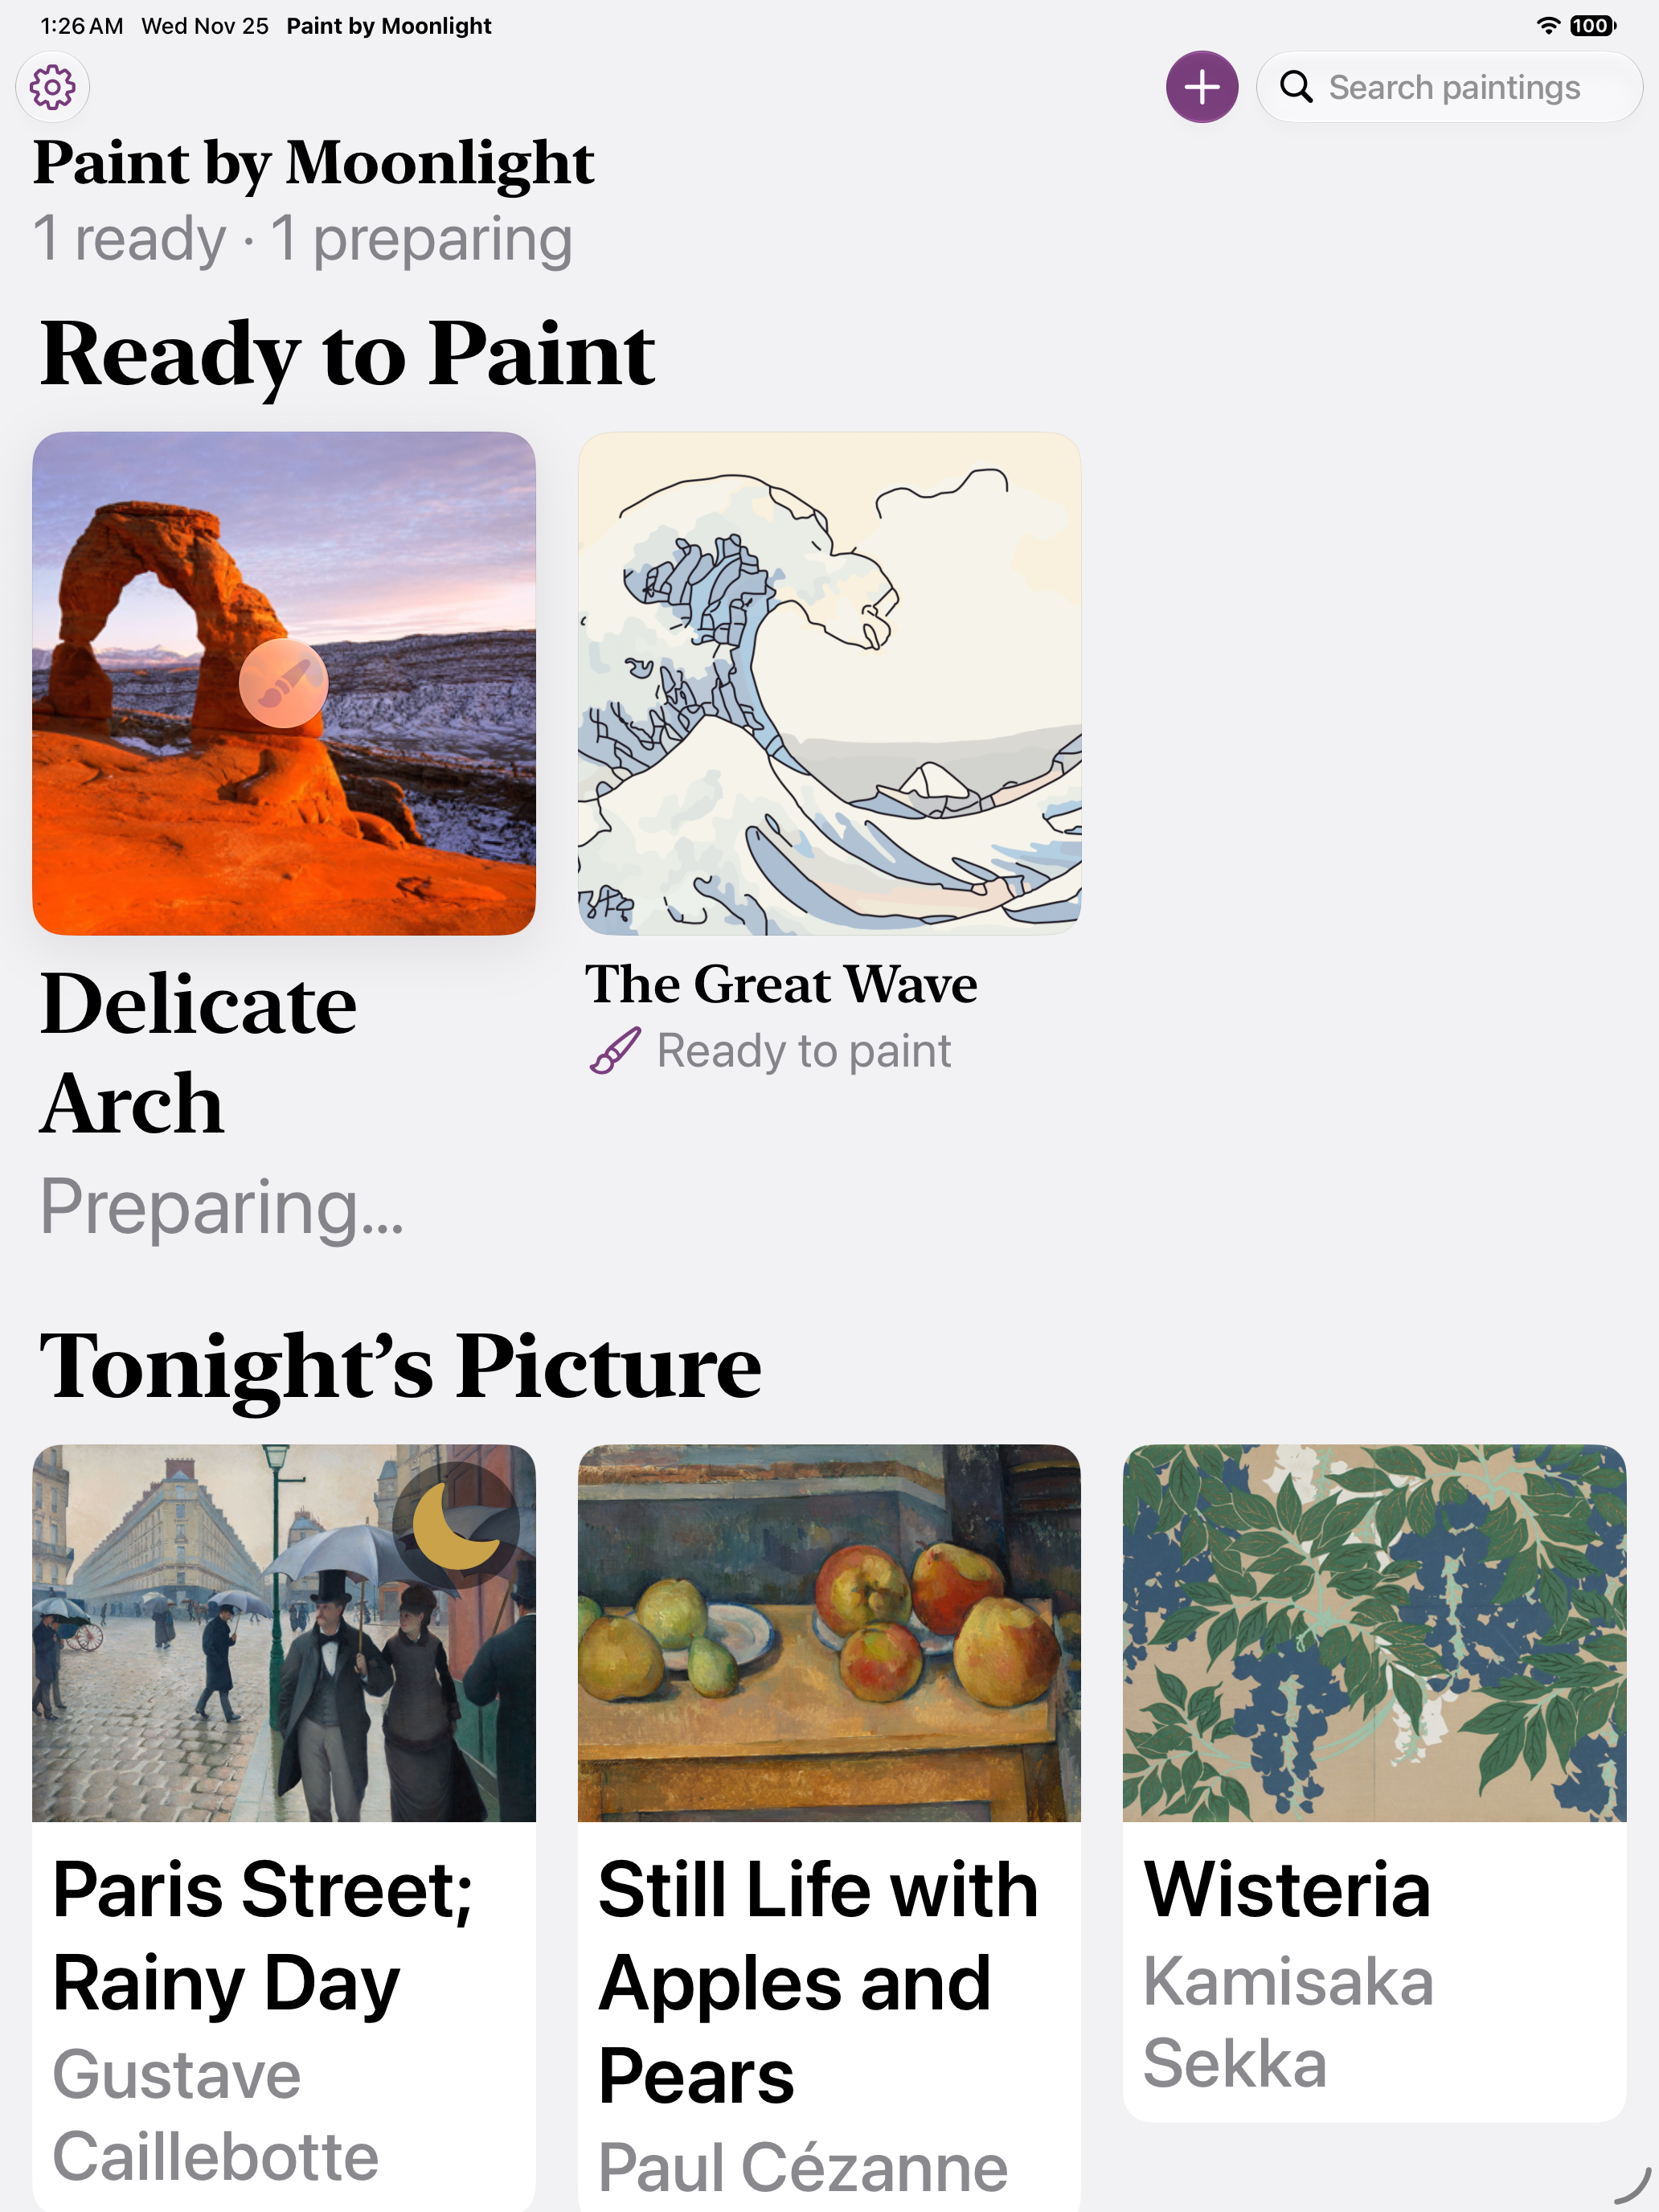 1:26 AM Wed Nov 25 Paint by Moonlight
100
Search paintings
Paint by Moonlight
1 ready · 1 preparing
Ready to Paint
Delicate
Arch
Preparing…
The Great Wave
Ready to paint
Tonight’s Picture
Paris Street;
Rainy Day
Gustave
Caillebotte
Still Life with
Apples and
Pears
Paul Cézanne
Wisteria
Kamisaka
Sekka